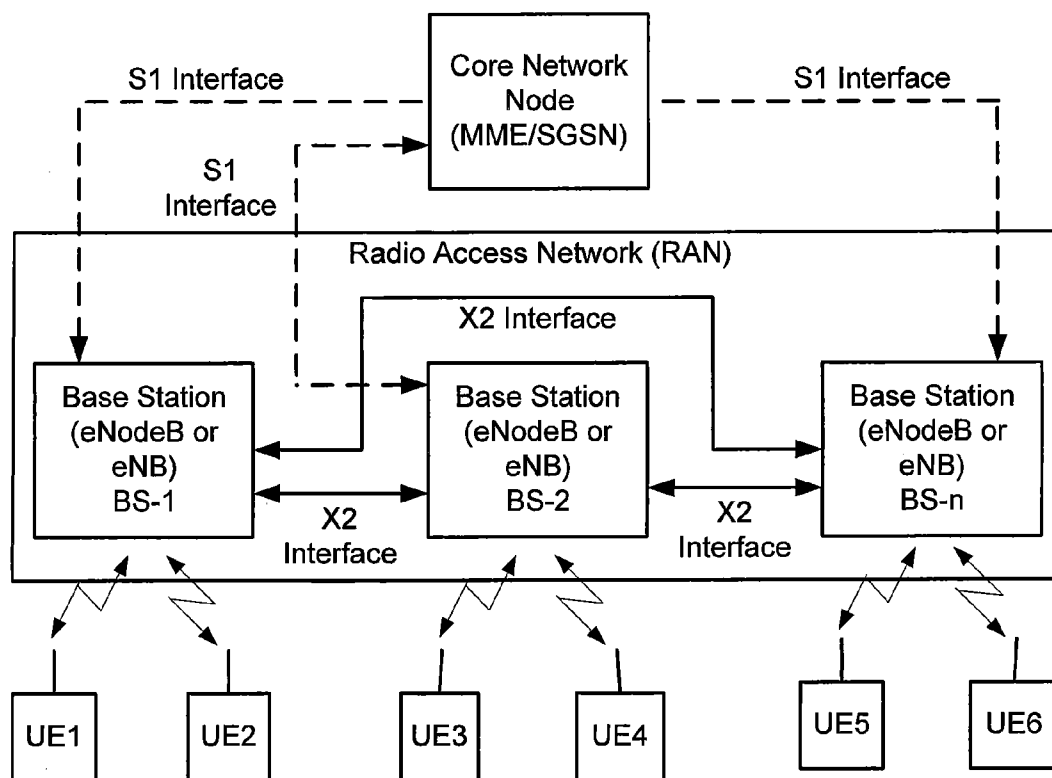 S1 Interface
Core Network
Node
(MME/SGSN)
S1 Interface
S1
Interface
Radio Access Network (RAN)
X2 Interface
Base Station
(eNodeB or
eNB)
BS-1
Base Station
(eNodeB or
eNB)
BS-2
Base Station
(eNodeB or
eNB)
BS-n
X2
Interface
X2
Interface
UE1
UE2
UE3
UE4
UE5
UE6